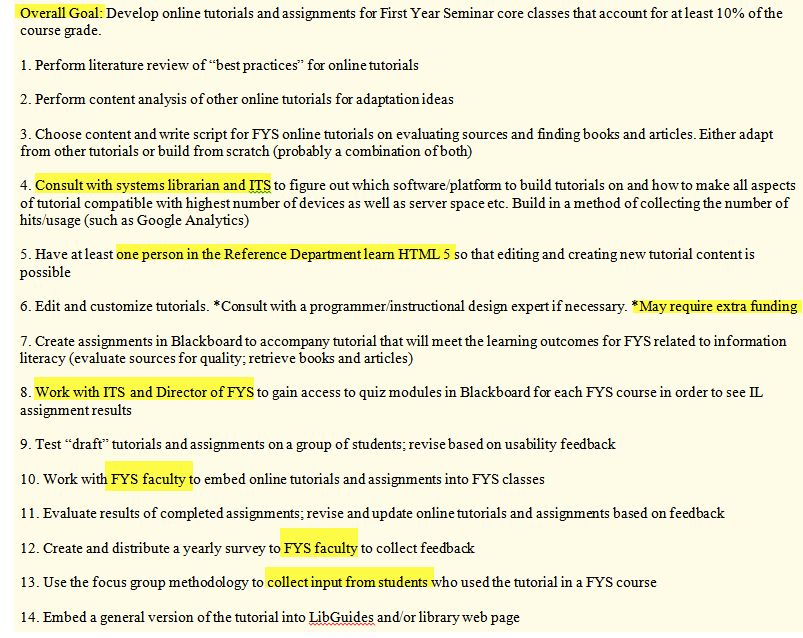 Overall Goal: Develop online tutorials and assignments for First Year Seminar core classes that account for at least 10% of the
course grade.
1. Perform literature review of “best practices” for online tutorials
2. Perform content analysis of other online tutorials for adaptation ideas
3. Choose content and write script for FYS online tutorials on evaluating sources and finding books and articles. Either adapt
from other tutorials or build from scratch (probably a combination of both)
4. Consult with systems librarian and ITS to figure out which software/platform to build tutorials on and how to make all aspects
of tutorial compatible with highest number of devices as well as server space etc. Build in a method of collecting the number of
hits/usage (such as Google Analytics)
5. Have at least one person in the Reference Department learn HTML 5 so that editing and creating new tutorial content is
possible
6. Edit and customize tutorials. *Consult with a programmer/instructional design expert if necessary. *May require extra funding
7. Create assignments in Blackboard to accompany tutorial that will meet the learning outcomes for FYS related to information
literacy (evaluate sources for quality; retrieve books and articles)
8. Work with ITS and Director of FYS to gain access to quiz modules in Blackboard for each FYS course in order to see IL
assignment results
9. Test “draft” tutorials and assignments on a group of students; revise based on usability feedback
10. Work with FYS faculty to embed online tutorials and assignments into FYS classes
11. Evaluate results of completed assignments; revise and update online tutorials and assignments based on feedback
12. Create and distribute a yearly survey to FYS faculty to collect feedback
13. Use the focus group methodology to collect input from students who used the tutorial in a FYS course
14. Embed a general version of the tutorial into LibGuides and/or library web page